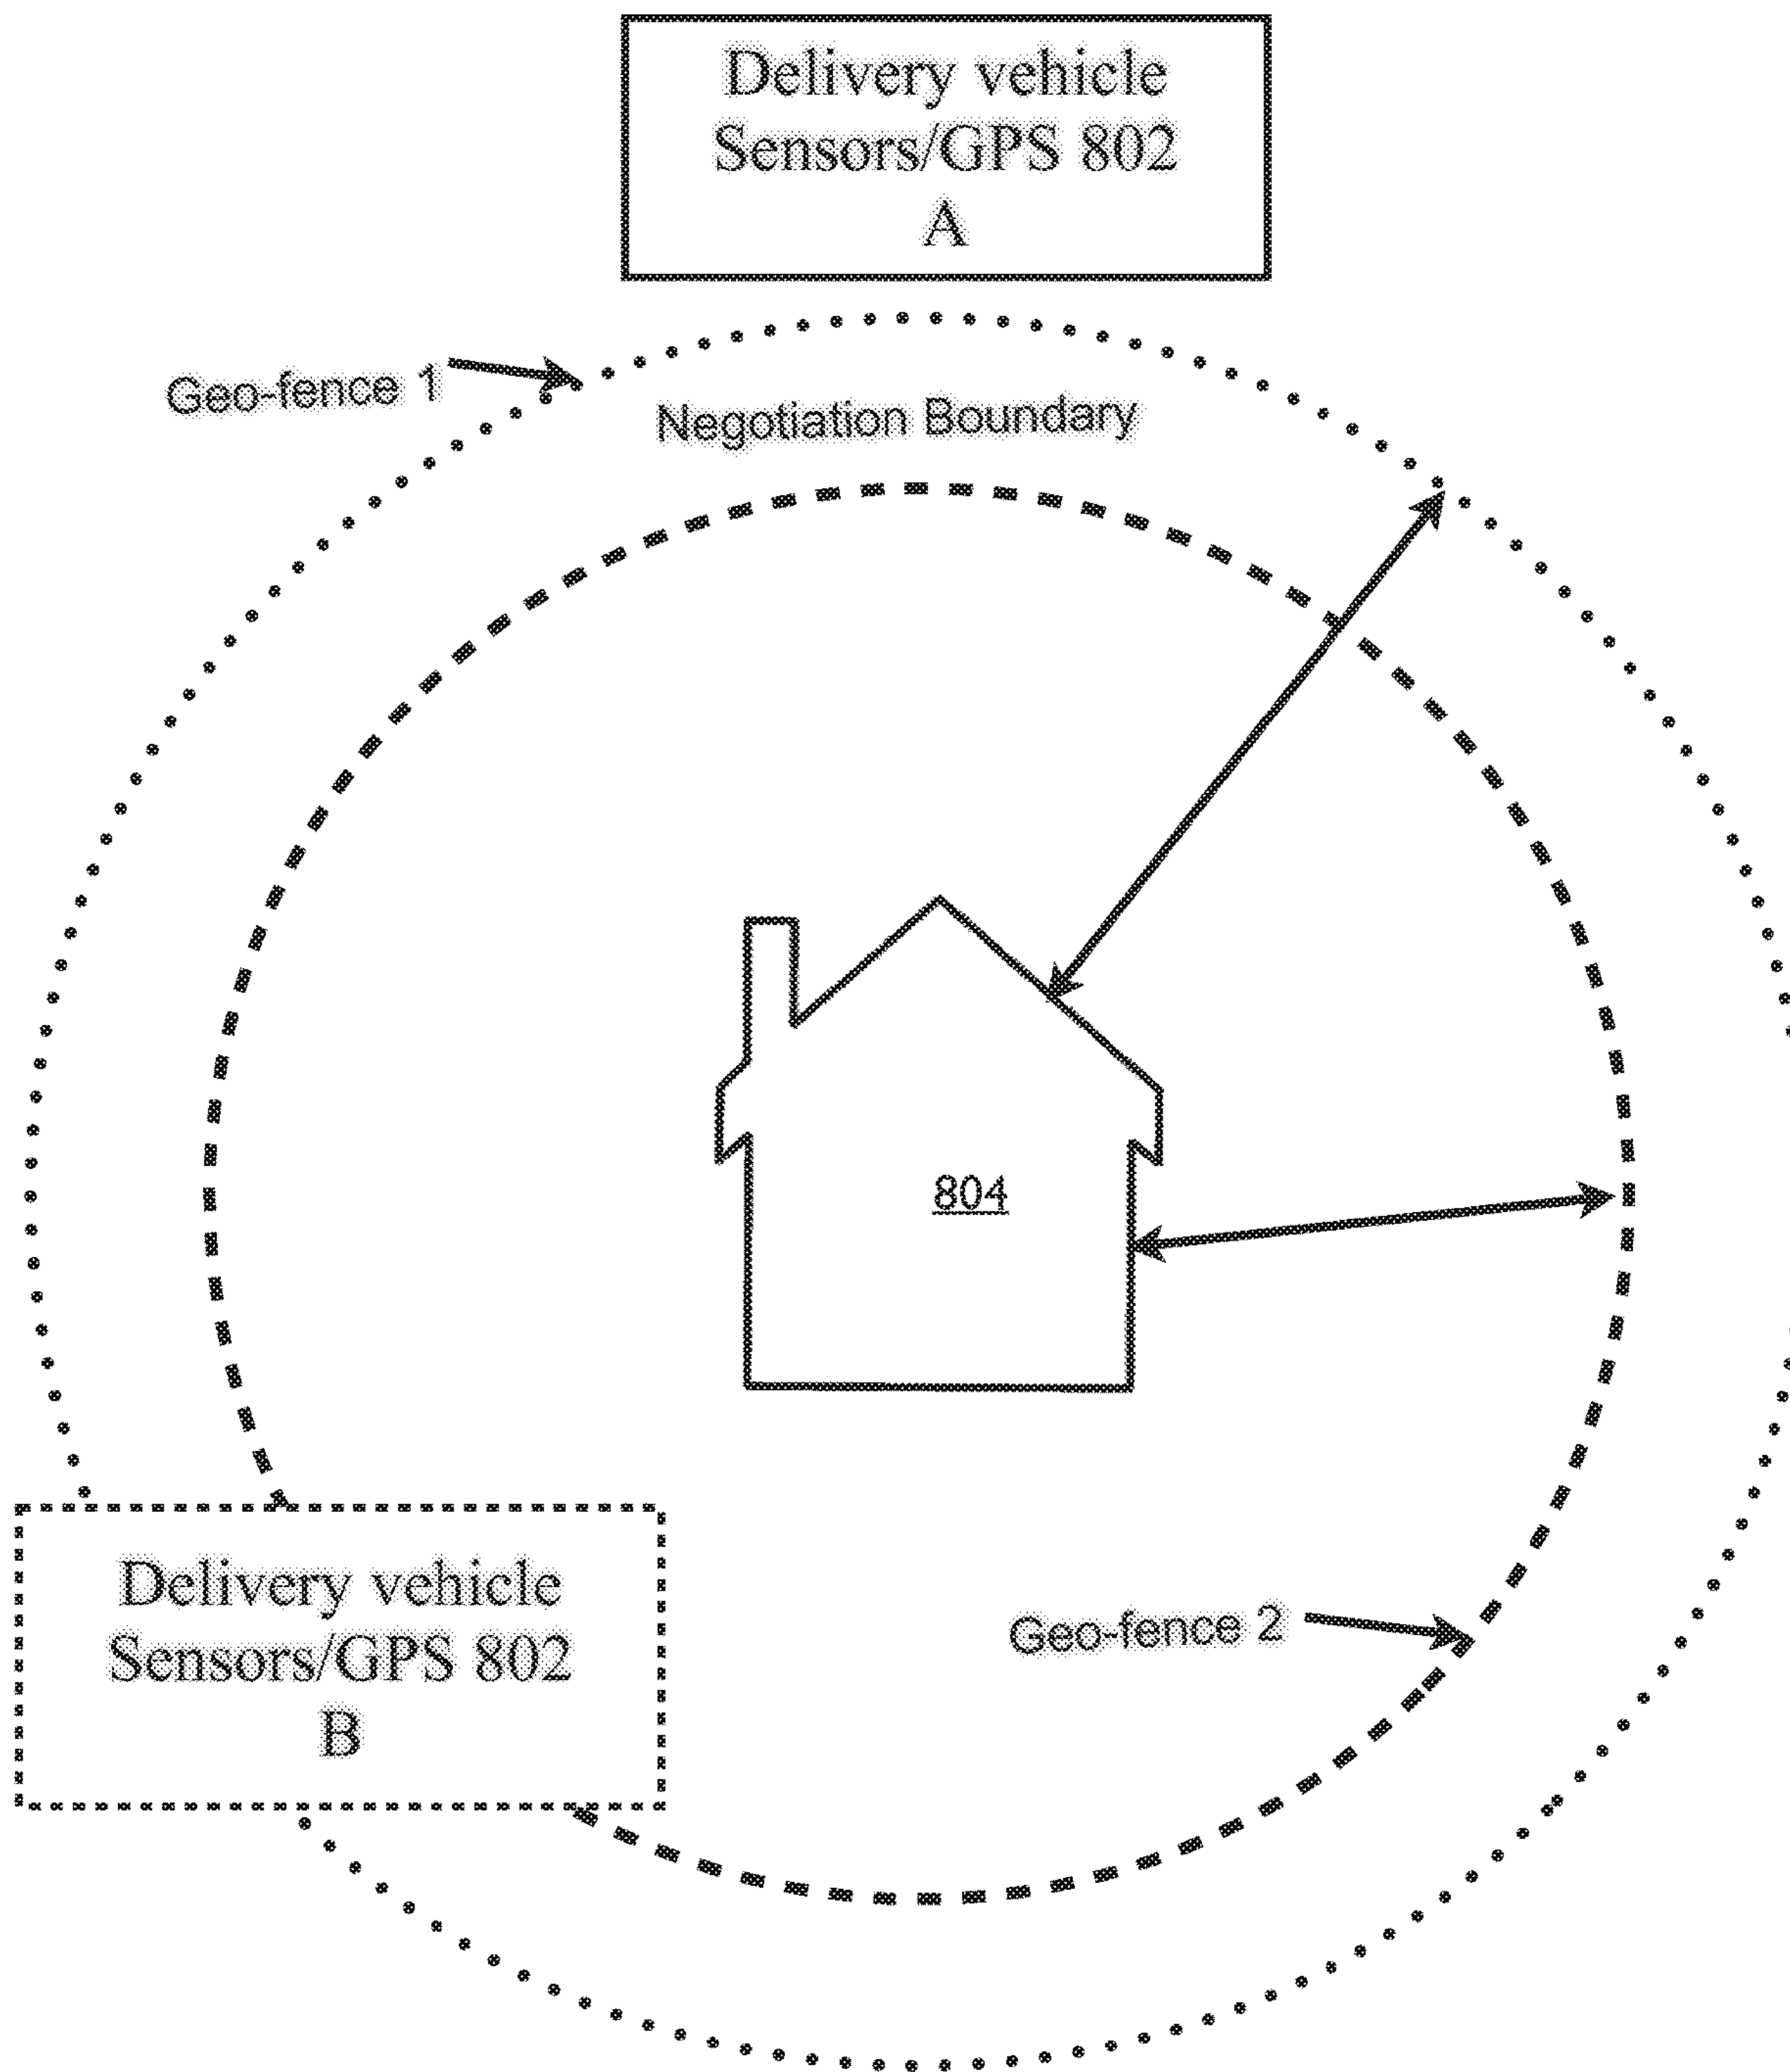 Delivery vehicle
Sensors/GPS 802
A
Geo-fence 1
Negotiation Boundary
804
Delivery vehicle
Sensors/GPS 802
B
Geo-fence 2